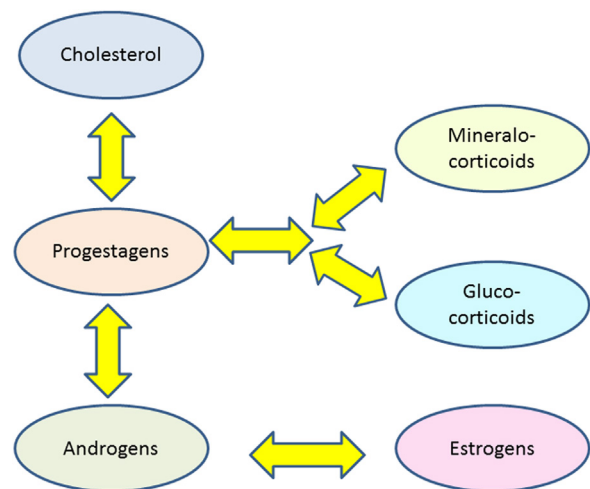 Cholesterol
Mineralo-
corticoids
Progestagens
Gluco-
corticoids
Androgens
Estrogens